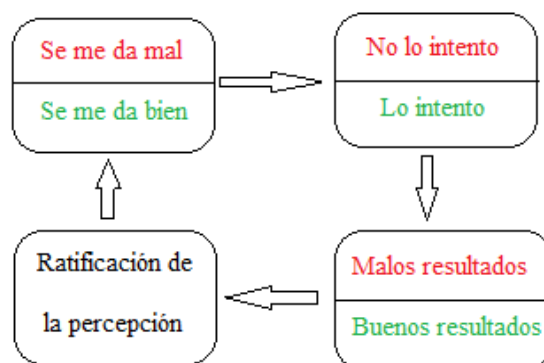 Se me da mal
Se me da bien
No lo intento
Lo intento
Malos resultados
Buenos resultados
Ratificación de
la percepción